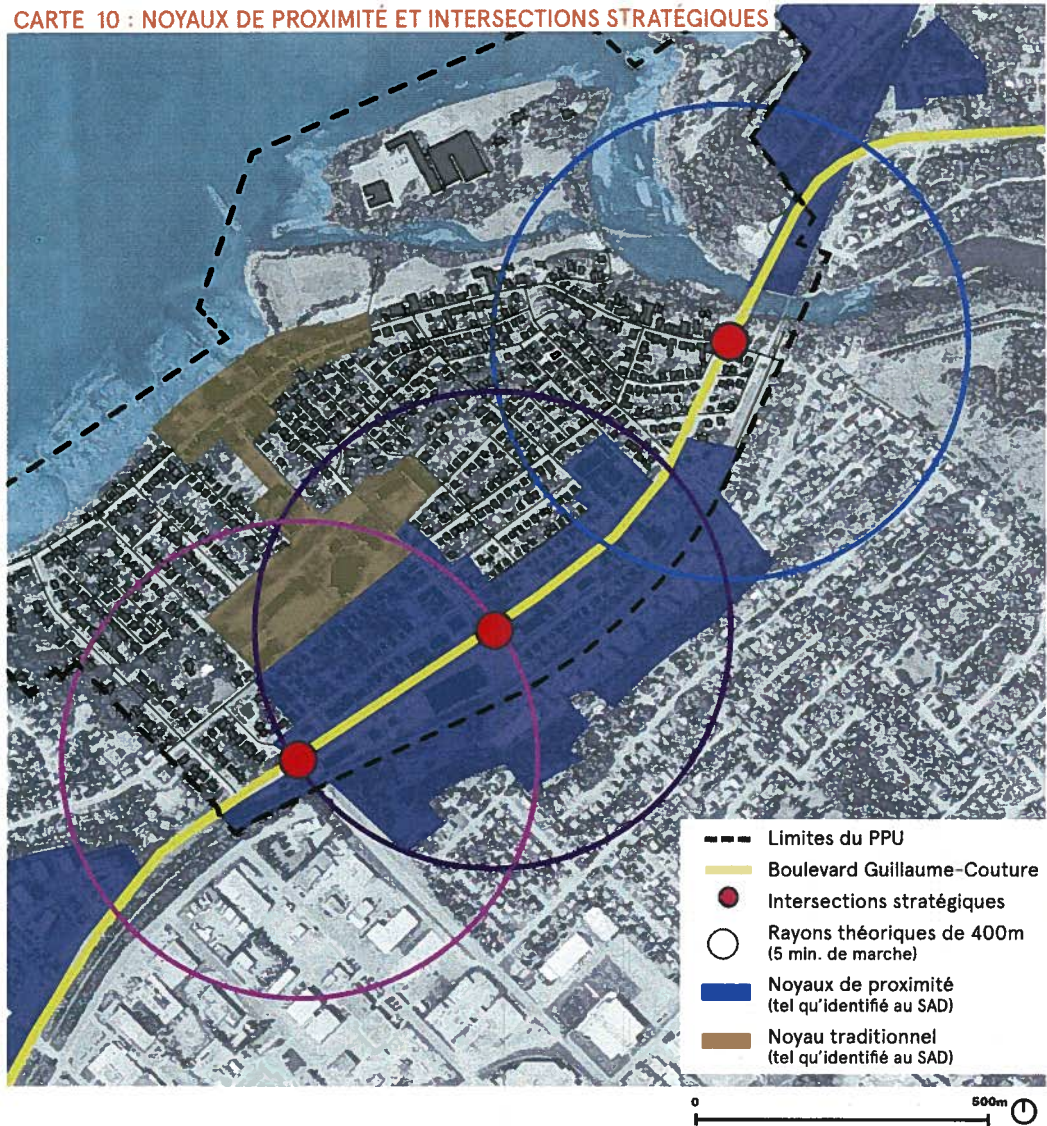 CARTE 10 : NOYAUX DE PROXIMITÉ ET INTERSECTIONS STRATÉGIQUES
Limites du PPU
Boulevard Guillaume-Couture
Intersections stratégiques
Rayons théoriques de 400m
(5 min. de marche)
Noyaux de proximité
(tel qu'identifié au SAD)
Noyau traditionnel
(tel qu'identifié au SAD)
0 500m